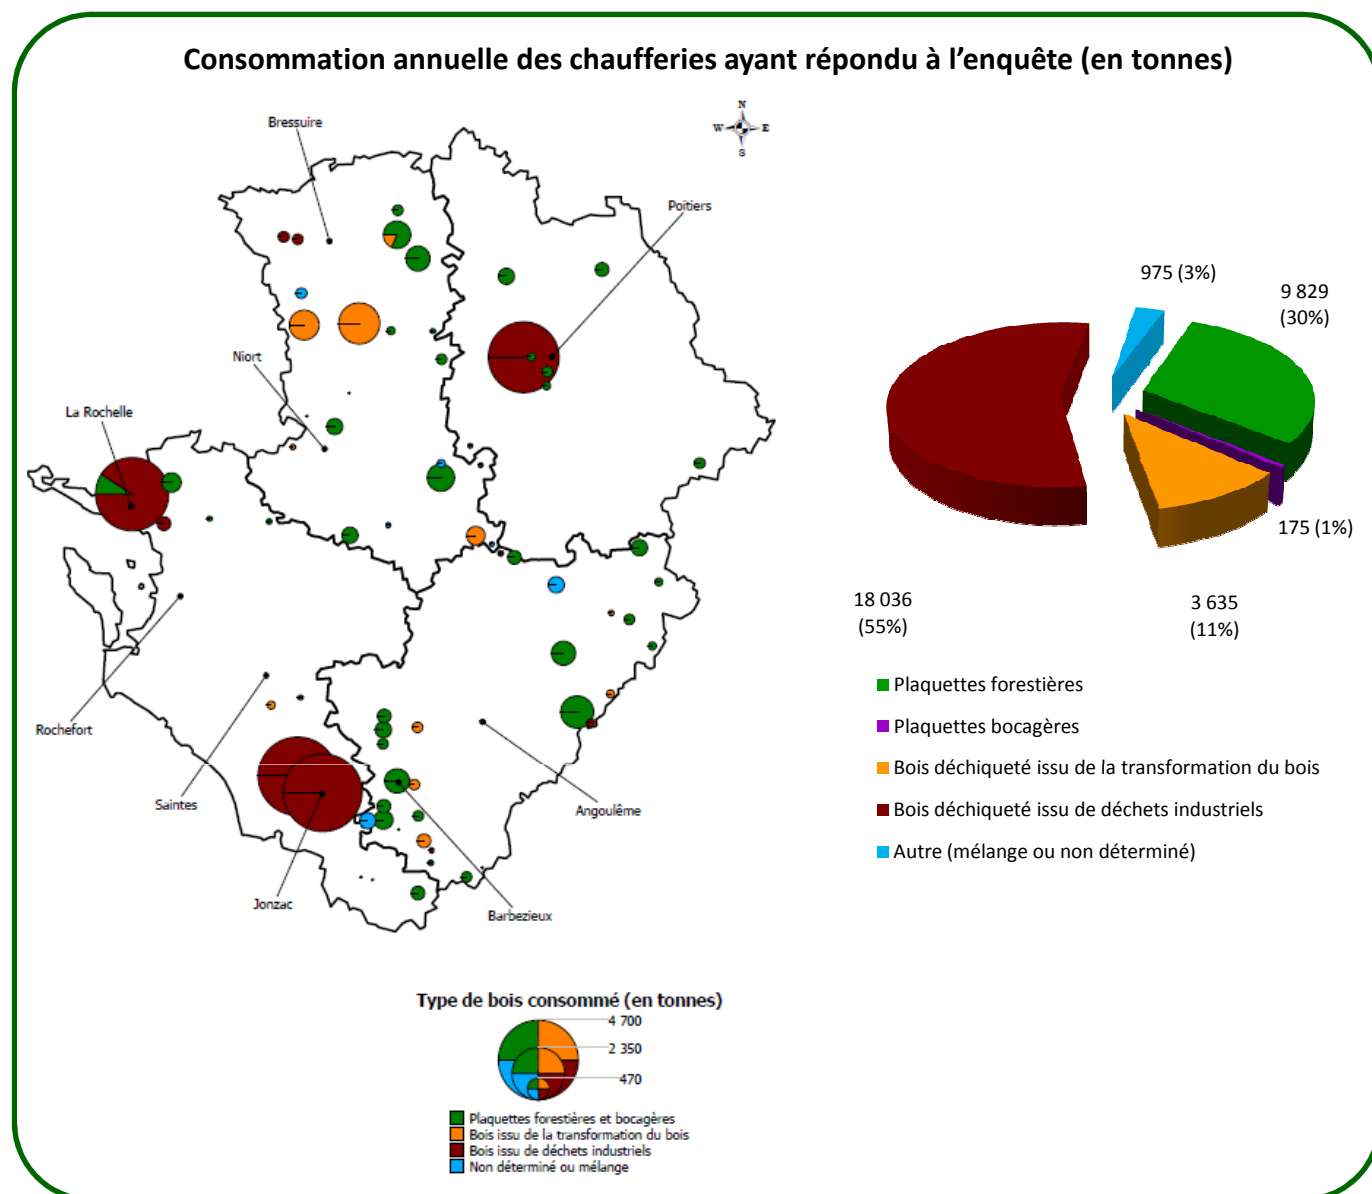 Consommation annuelle des chaufferies ayant répondu à l'enquête (en tonnes)
Bressuire
N
W
E
S
Poitiers
Niort
La Rochelle
Rochefort
Saintes
Jonzac
Angoulême
Barbezieux
975 (3%)
9 829
(30%)
175 (1%)
3 635
(11%)
18 036
(55%)
Plaquettes forestières
Plaquettes bocagères
Bois déchiqueté issu de la transformation du bois
Bois déchiqueté issu de déchets industriels
Autre (mélange ou non déterminé)
Type de bois consommé (en tonnes)
4 700
2 350
470
Plaquettes forestières et bocagères
Bois issu de la transformation du bois
Bois issu de déchets industriels
Non déterminé ou mélange